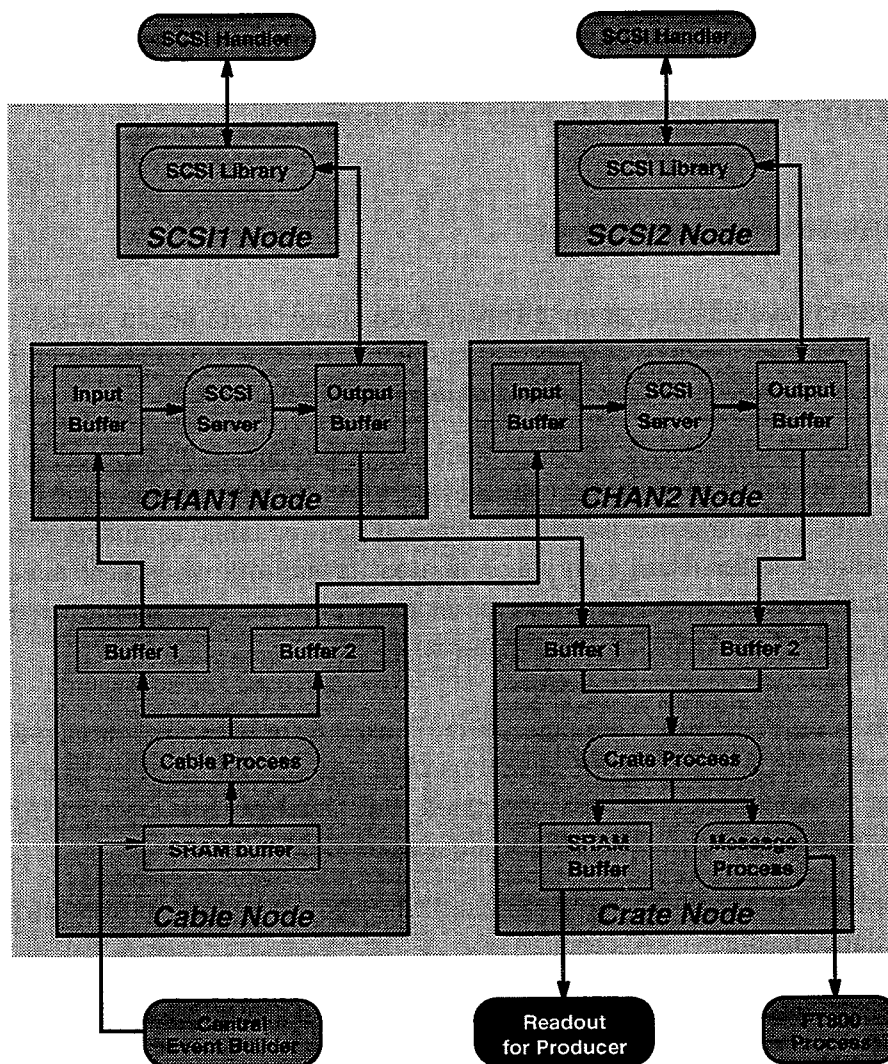 SCSI Handler
SCSI Handler
SCSI Library
SCSI Library
SCSI1 Node
SCSI2 Node
Input
Buffer
SCSI
Server
Output
Buffer
Input
Buffer
SCSI
Server
Output
Buffer
CHAN1 Node
CHAN2 Node
Buffer 1
Buffer 2
Buffer 1
Buffer 2
Cable Process
Crate Process
SRAM buffer
SRAM
Buffer
Message
Process
Cable Node
Crate Node
Central
Event Builder
Readout
for Producer
Process